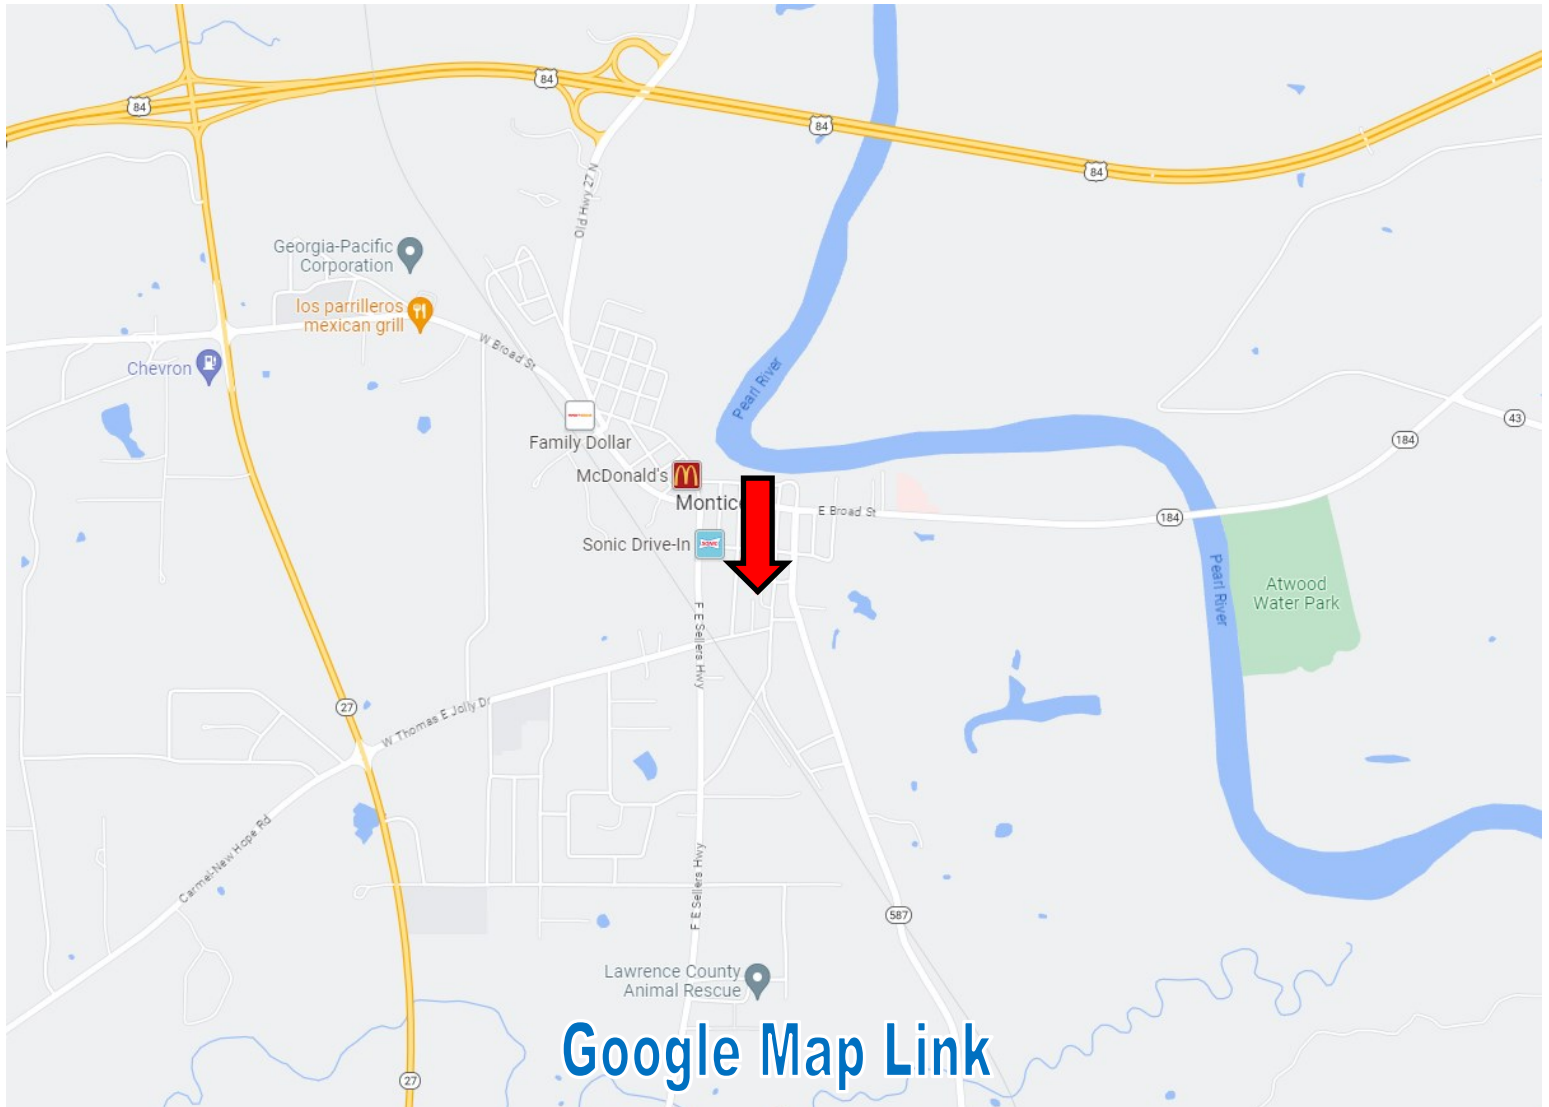 84
84
84
84
Old Hwy 27 N
Georgia-Pacific
Corporation
los parrilleros
mexican grill
Chevron
W Broad St
Pearl River
Family Dollar
McDonald's
Montic
E Broad St
184
184
43
Sonic Drive-In
SONIC
Pearl River
Atwood
Water Park
F E Sellers Hwy
27
W Thomas E Jolly Dr
Carmel-New Hope Rd
F E Sellers Hwy
587
Lawrence County
Animal Rescue
Google Map Link
27